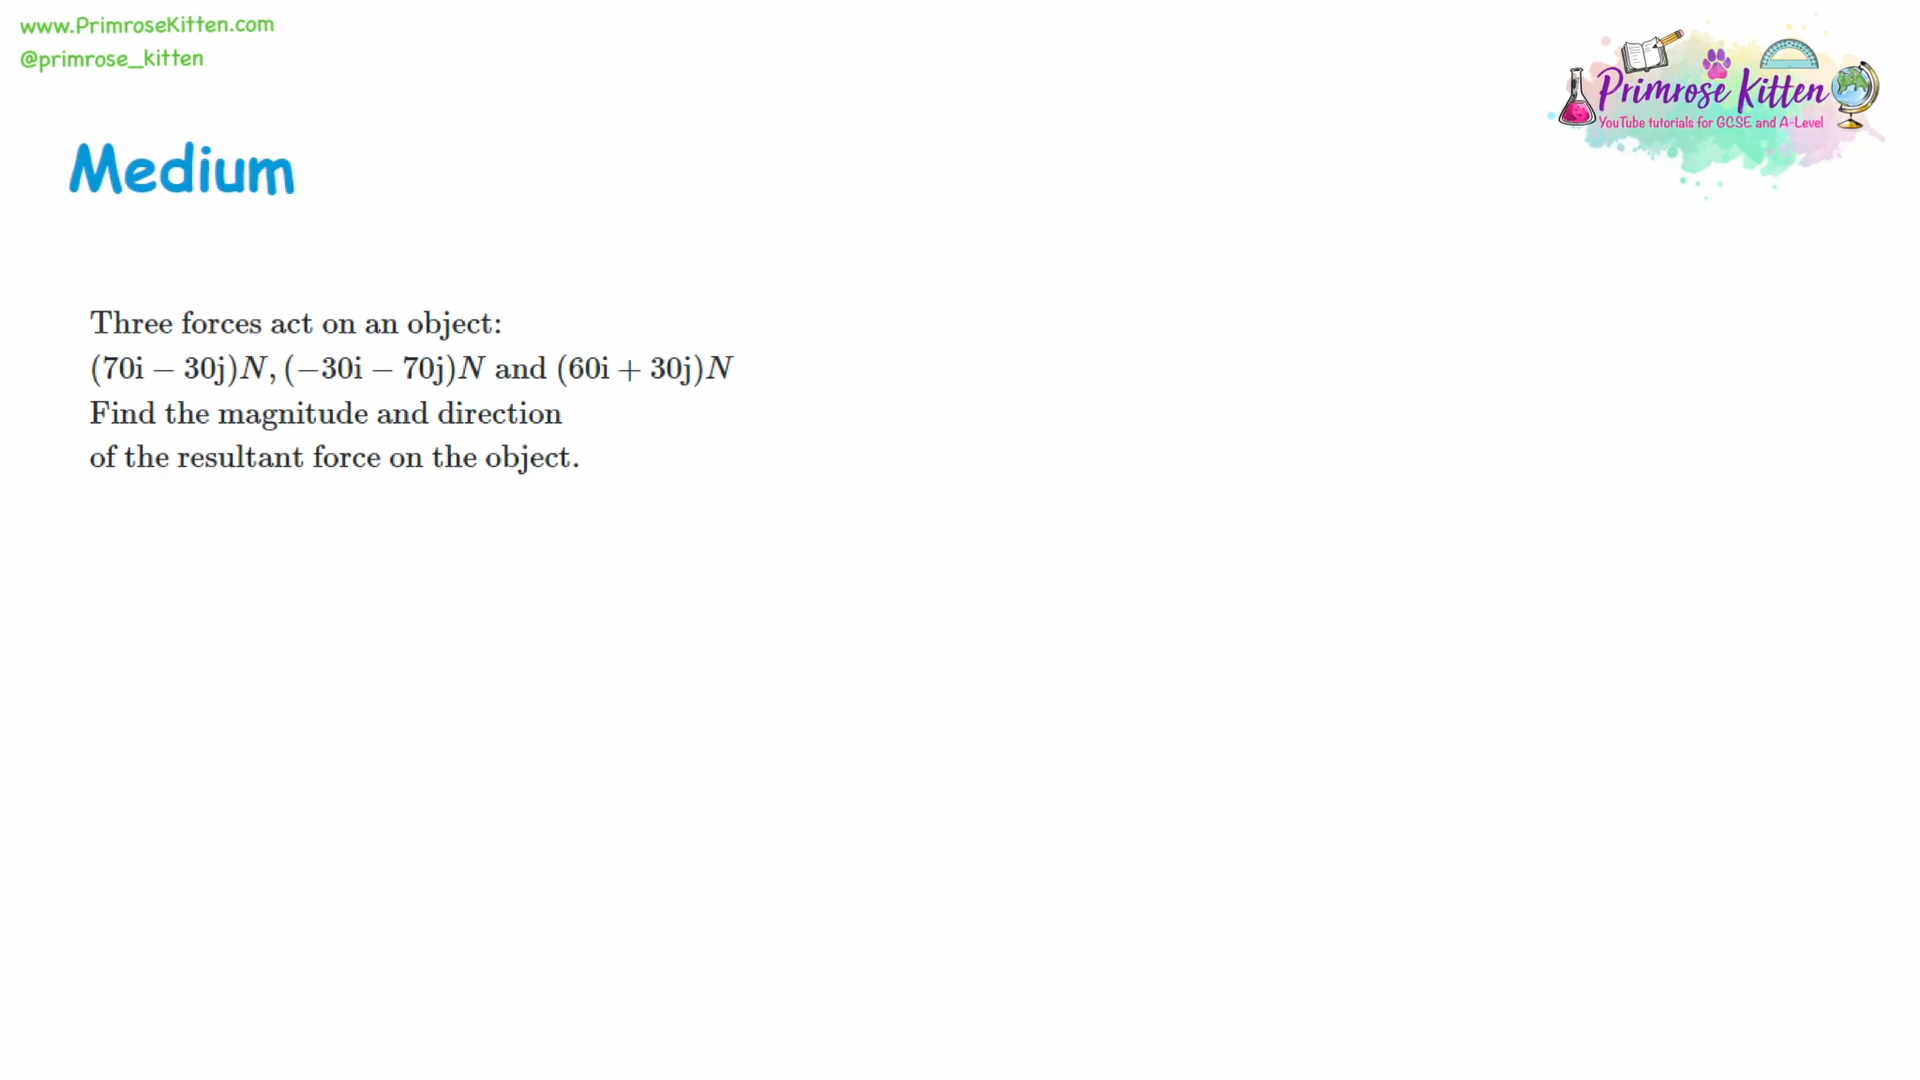 www.PrimroseKitten.com
@primrose_kitten
Primrose Kitten
YouTube tutorials for GCSE and A-Level
Medium
Three forces act on an object:
(70i − 30j)N, (−30i − 70j)N and (60i + 30j)N
Find the magnitude and direction
of the resultant force on the object.